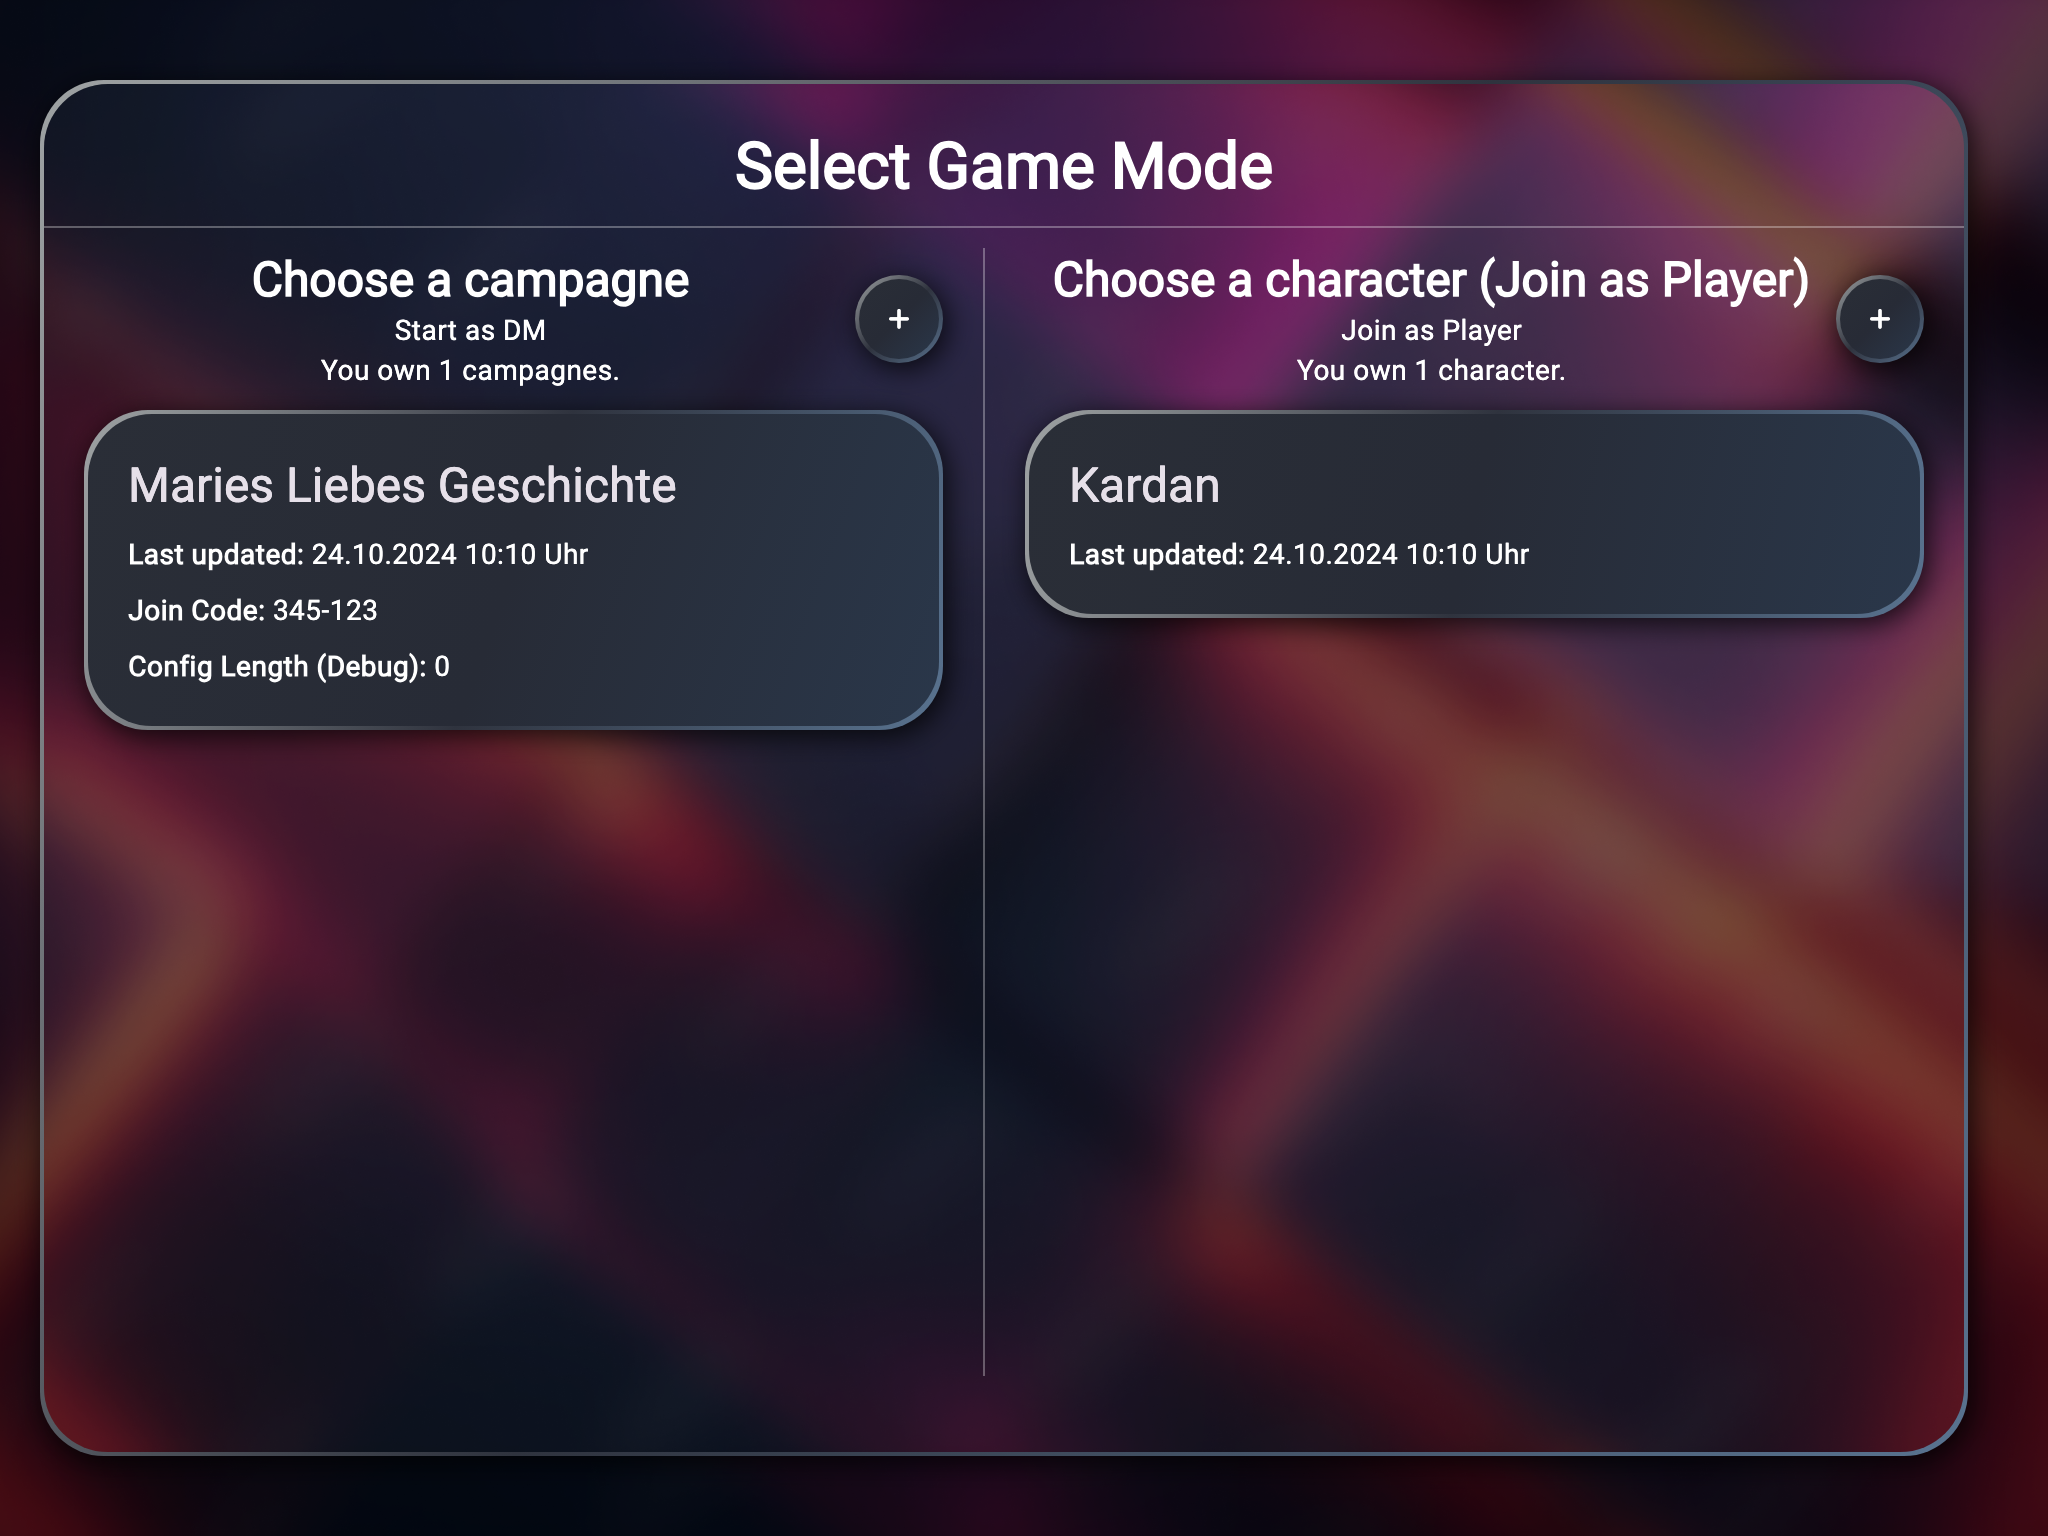 Select Game Mode
Choose a campagne
Start as DM
You own 1 campagnes.
+
Maries Liebes Geschichte
Last updated: 24.10.2024 10:10 Uhr
Join Code: 345-123
Config Length (Debug): 0
Choose a character (Join as Player)
Join as Player
You own 1 character.
+
Kardan
Last updated: 24.10.2024 10:10 Uhr